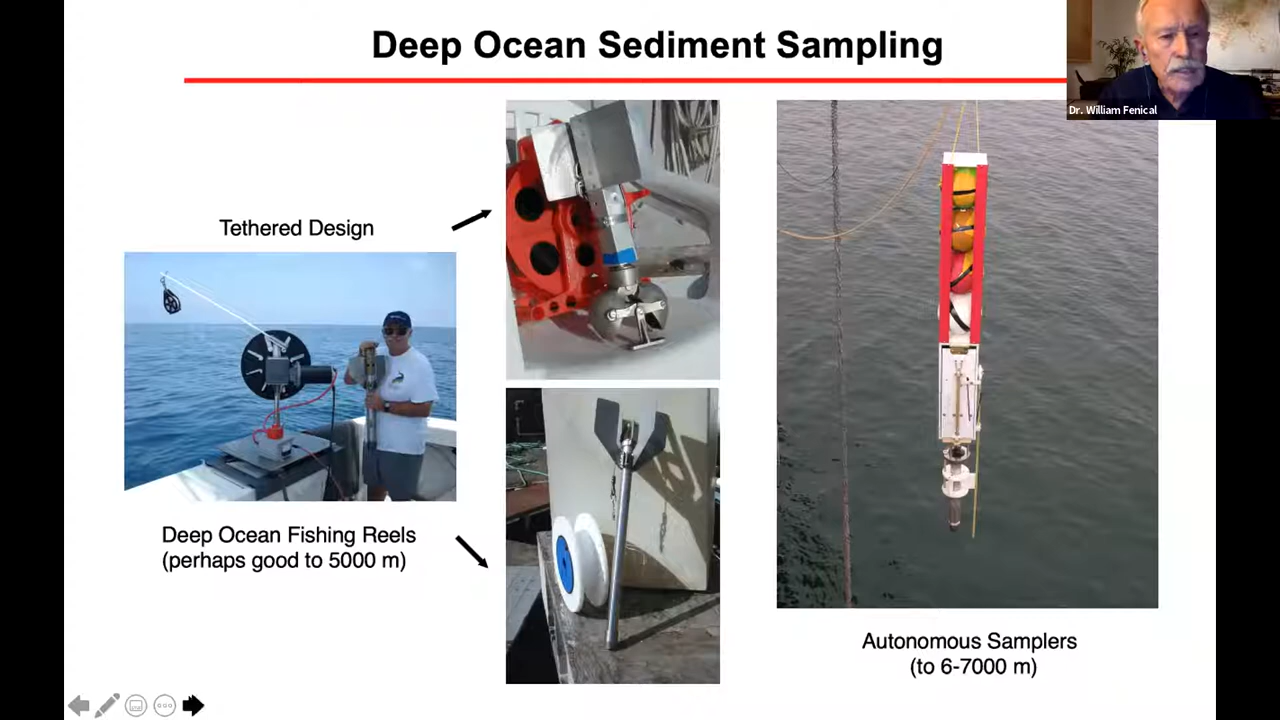 Deep Ocean Sediment Sampling
Dr. William Fenical
Tethered Design
Deep Ocean Fishing Reels
(perhaps good to 5000 m)
Autonomous Samplers
(to 6-7000 m)